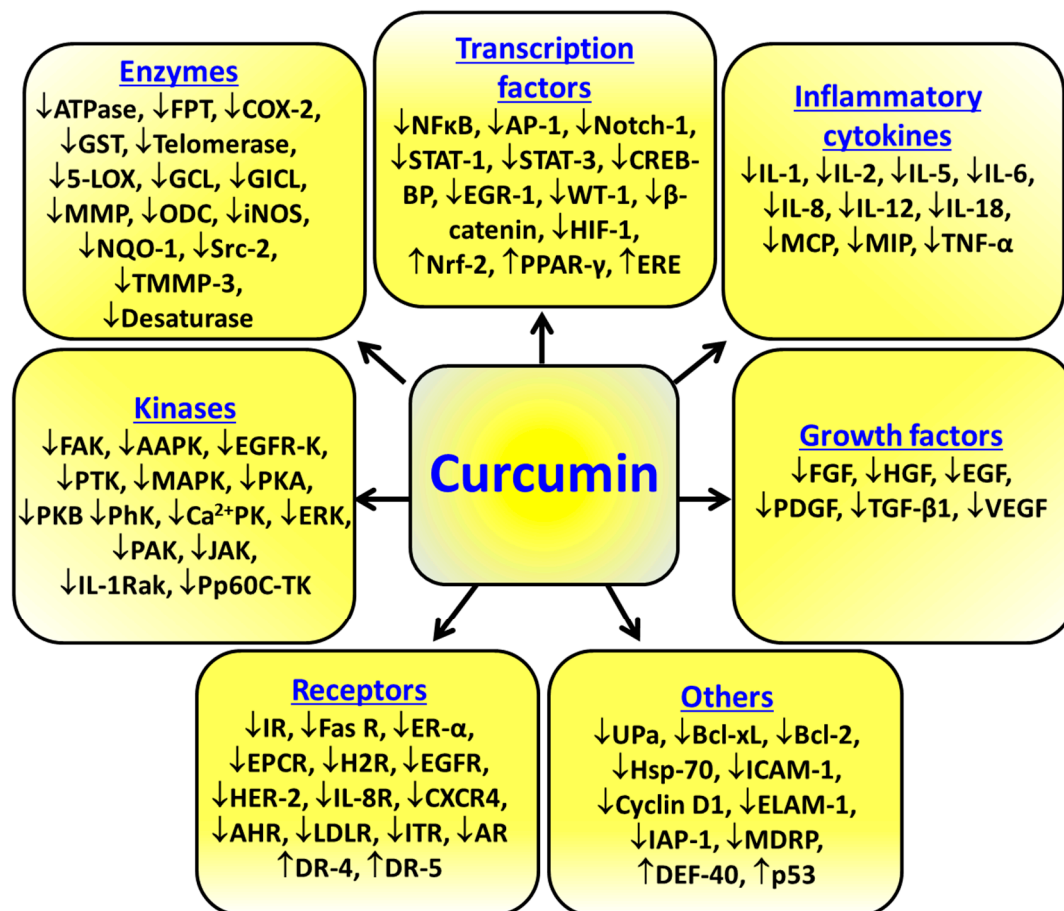 Enzymes
↓ATPase, ↓FPT, ↓COX-2,
↓GST, ↓Telomerase,
↓5-LOX, ↓GCL, ↓GICL,
↓MMP, ↓ODC, ↓iNOS,
↓NQO-1, ↓Src-2,
↓TMMP-3,
↓Desaturase
Transcription
factors
↓NFκB, ↓AP-1, ↓Notch-1,
↓STAT-1, ↓STAT-3, ↓CREB-
BP, ↓EGR-1, ↓WT-1, ↓β-
catenin, ↓HIF-1,
↑Nrf-2, ↑PPAR-γ, ↑ERE
Inflammatory
cytokines
↓IL-1, ↓IL-2, ↓IL-5, ↓IL-6,
↓IL-8, ↓IL-12, ↓IL-18,
↓MCP, ↓MIP, ↓TNF-α
Kinases
↓FAK, ↓AAPK, ↓EGFR-K,
↓PTK, ↓MAPK, ↓PKA,
↓PKB ↓PhK, ↓Ca²⁺PK, ↓ERK,
↓PAK, ↓JAK,
↓IL-1Rak, ↓Pp60C-TK
Curcumin
Growth factors
↓FGF, ↓HGF, ↓EGF,
↓PDGF, ↓TGF-β1, ↓VEGF
Receptors
↓IR, ↓Fas R, ↓ER-α,
↓EPCR, ↓H2R, ↓EGFR,
↓HER-2, ↓IL-8R, ↓CXCR4,
↓AHR, ↓LDLR, ↓ITR, ↓AR
↑DR-4, ↑DR-5
Others
↓UPa, ↓Bcl-xL, ↓Bcl-2,
↓Hsp-70, ↓ICAM-1,
↓Cyclin D1, ↓ELAM-1,
↓IAP-1, ↓MDRP,
↑DEF-40, ↑p53